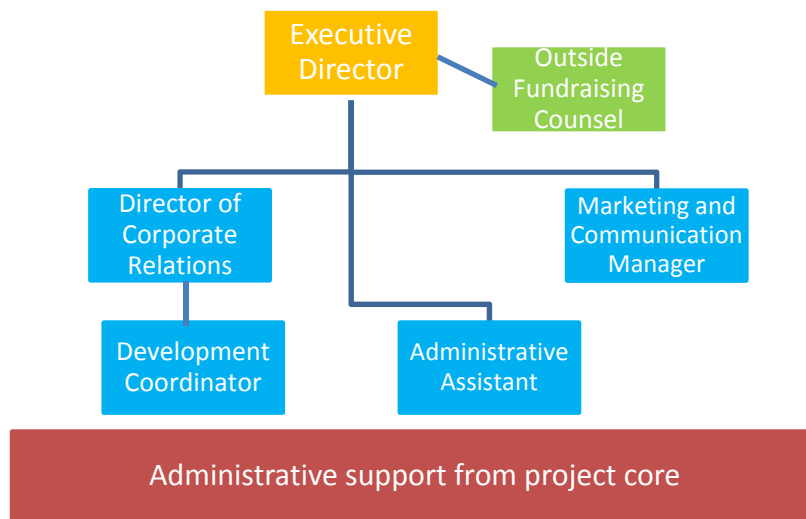 Executive
Director
Outside
Fundraising
Counsel
Director of
Corporate
Relations
Marketing and
Communication
Manager
Development
Coordinator
Administrative
Assistant
Administrative support from project core